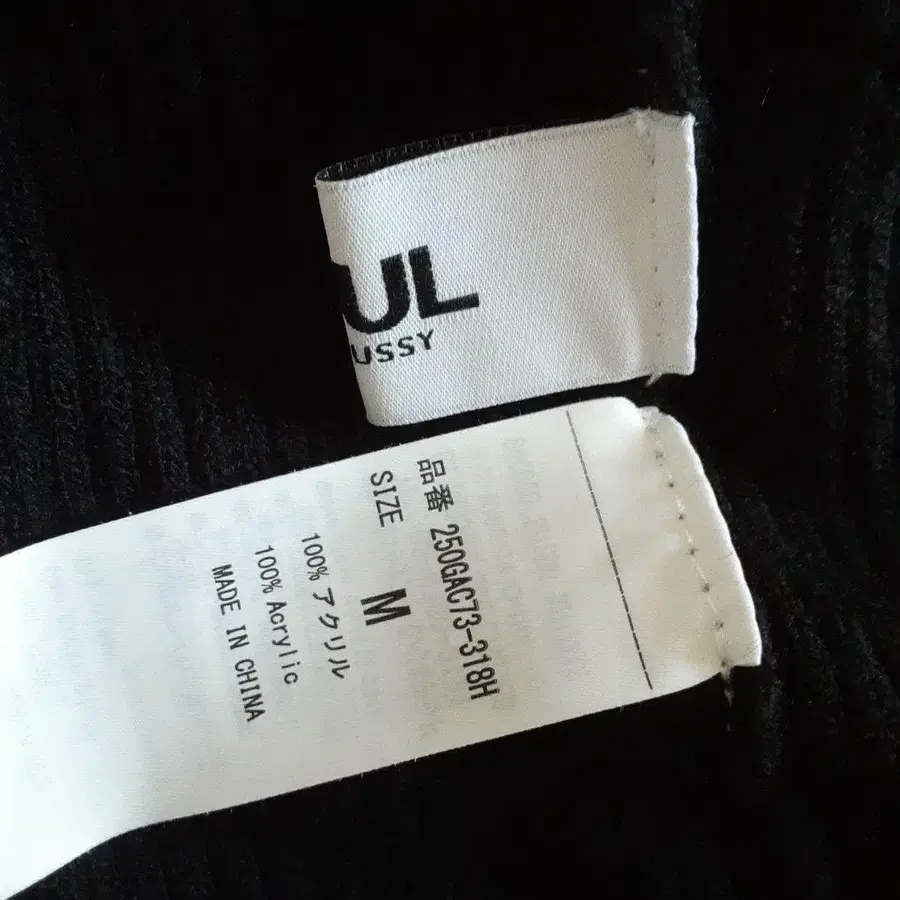 UL
USSY
品番 250GAC73-318H
SIZE M
100% アクリル
100% Acrylic
MADE IN CHINA